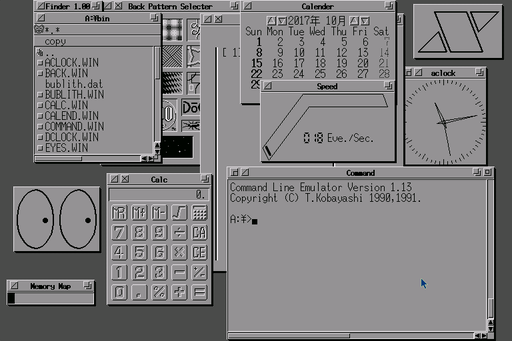 Finder 1.00
A:¥bin
*.*
copy
..
ACLOCK.WIN
BACK.WIN
bublith.dat
BUBLITH.WIN
CALC.WIN
CALEND.WIN
COMMAND.WIN
DCLOCK.WIN
EYES.WIN
Back Pattern Selecter
Calender
2017年 10月
Sun Mon Tue Wed Thu Fri Sat
1 2 3 4 5 6 7
8 9 10 11 12 13 14
15 16 17 18 19 20 21
22 23 24 25 26 27 28
Speed
018 Eve./Sec.
aclock
Calc
0.
MR M+ M- √
7 8 9 ÷ CA
4 5 6 × CE
1 2 3 - +/-
0 . % + =
Memory Map
Command
Command Line Emulator Version 1.13
Copyright (C) T.Kobayashi 1990,1991.
A:¥>